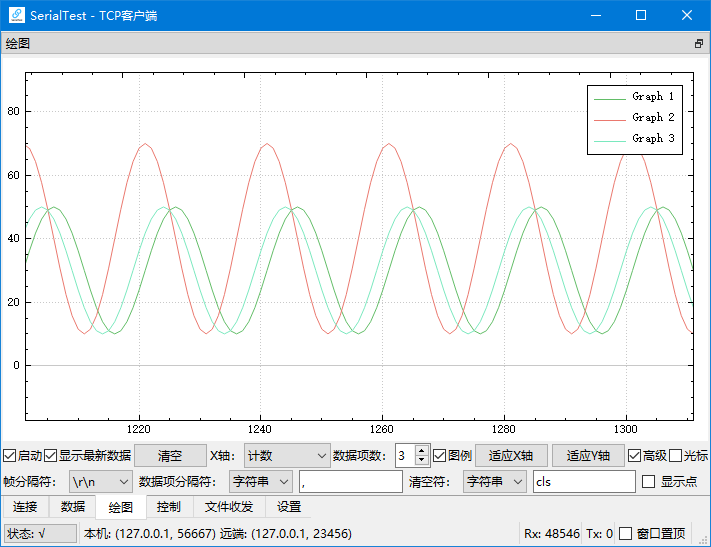 SerialTest - TCP客户端
绘图
Graph 1
Graph 2
Graph 3
80
60
40
20
0
1220 1240 1260 1280 1300
启动 显示最新数据 清空 X轴: 计数 数据项数: 3 图例 适应X轴 适应Y轴 高级 光标
帧分隔符: \r\n 数据项分隔符: 字符串 , 清空符: 字符串 cls 显示点
连接 数据 绘图 控制 文件收发 设置
状态: √ 本机: (127.0.0.1, 56667) 远端: (127.0.0.1, 23456) Rx: 48546 Tx: 0 窗口置顶